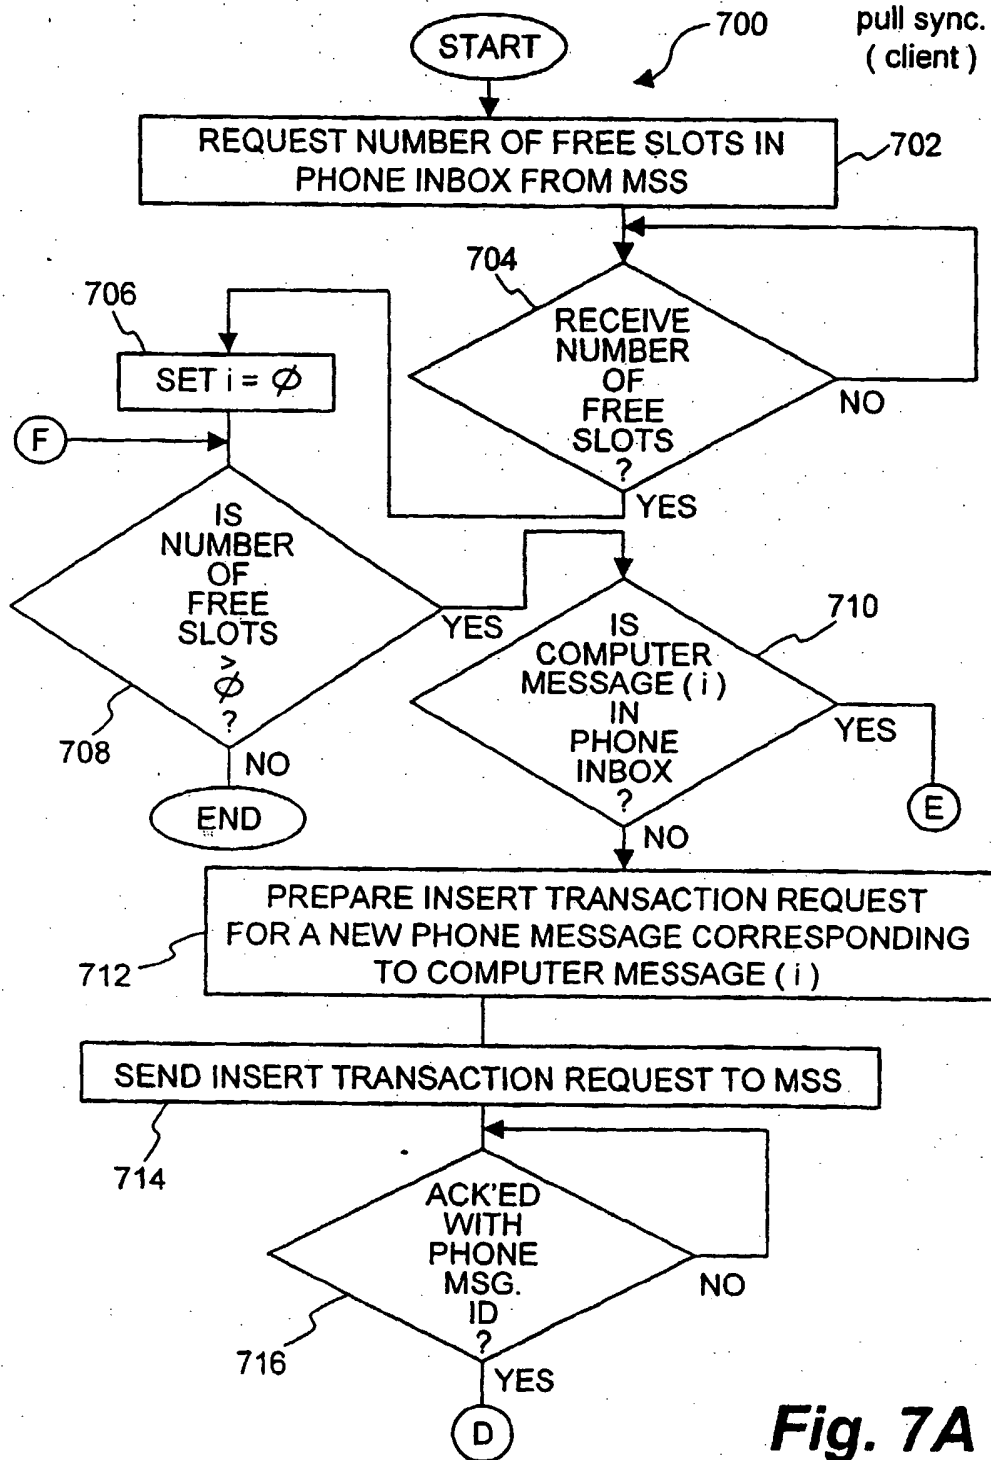 700
pull sync.
( client )
START
REQUEST NUMBER OF FREE SLOTS IN
PHONE INBOX FROM MSS
702
704
RECEIVE
NUMBER
OF
FREE
SLOTS
?
NO
YES
706
SET i = ∅
F
IS
NUMBER
OF
FREE
SLOTS
>
∅
?
YES
708
NO
END
710
IS
COMPUTER
MESSAGE ( i )
IN
PHONE
INBOX
?
YES
E
NO
PREPARE INSERT TRANSACTION REQUEST
FOR A NEW PHONE MESSAGE CORRESPONDING
TO COMPUTER MESSAGE ( i )
712
SEND INSERT TRANSACTION REQUEST TO MSS
714
ACK'ED
WITH
PHONE
MSG.
ID
?
NO
716
YES
D
Fig. 7A